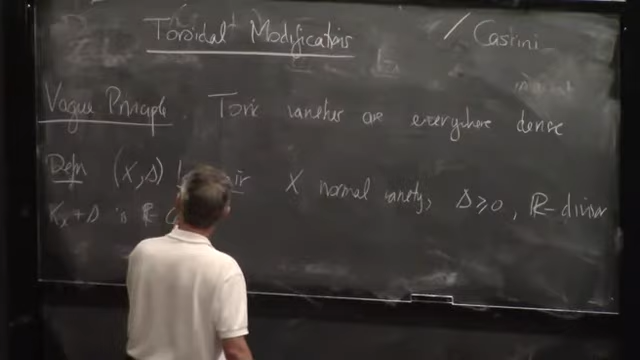 Toroidal Modifications / Castini
Vague Principle. Toric varieties are everywhere dense
Defn (X, Δ) X normal variety, Δ ≥ 0, R-divisor
K_X + Δ is R-